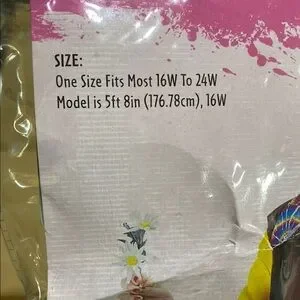 SIZE:
One Size Fits Most 16W To 24W
Model is 5ft 8in (176.78cm), 16W